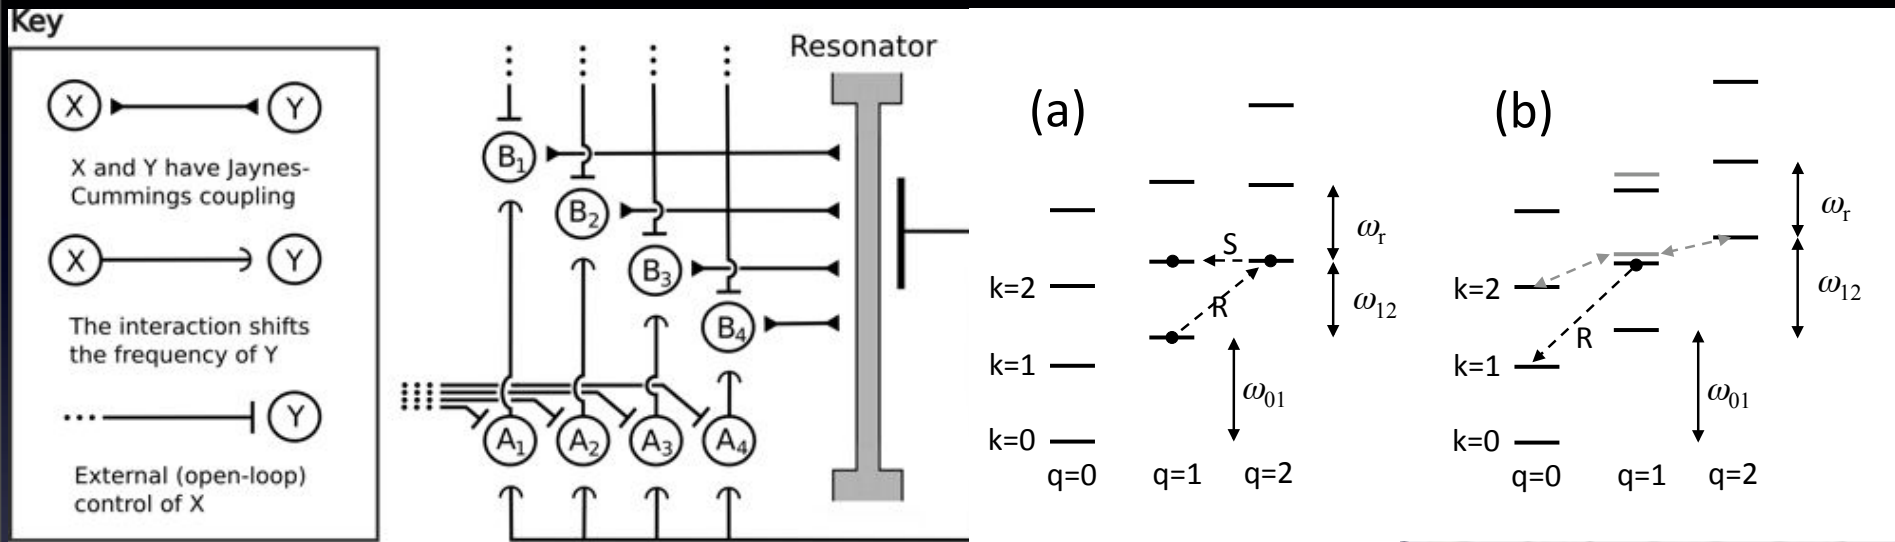 Key
X
Y
X and Y have Jaynes-
Cummings coupling
X
Y
The interaction shifts
the frequency of Y
Y
External (open-loop)
control of X
Resonator
B1
B2
B3
B4
A1
A2
A3
A4
(a)
S
R
ωr
ω12
ω01
k=2
k=1
k=0
q=0
q=1
q=2
(b)
R
ωr
ω12
ω01
k=2
k=1
k=0
q=0
q=1
q=2